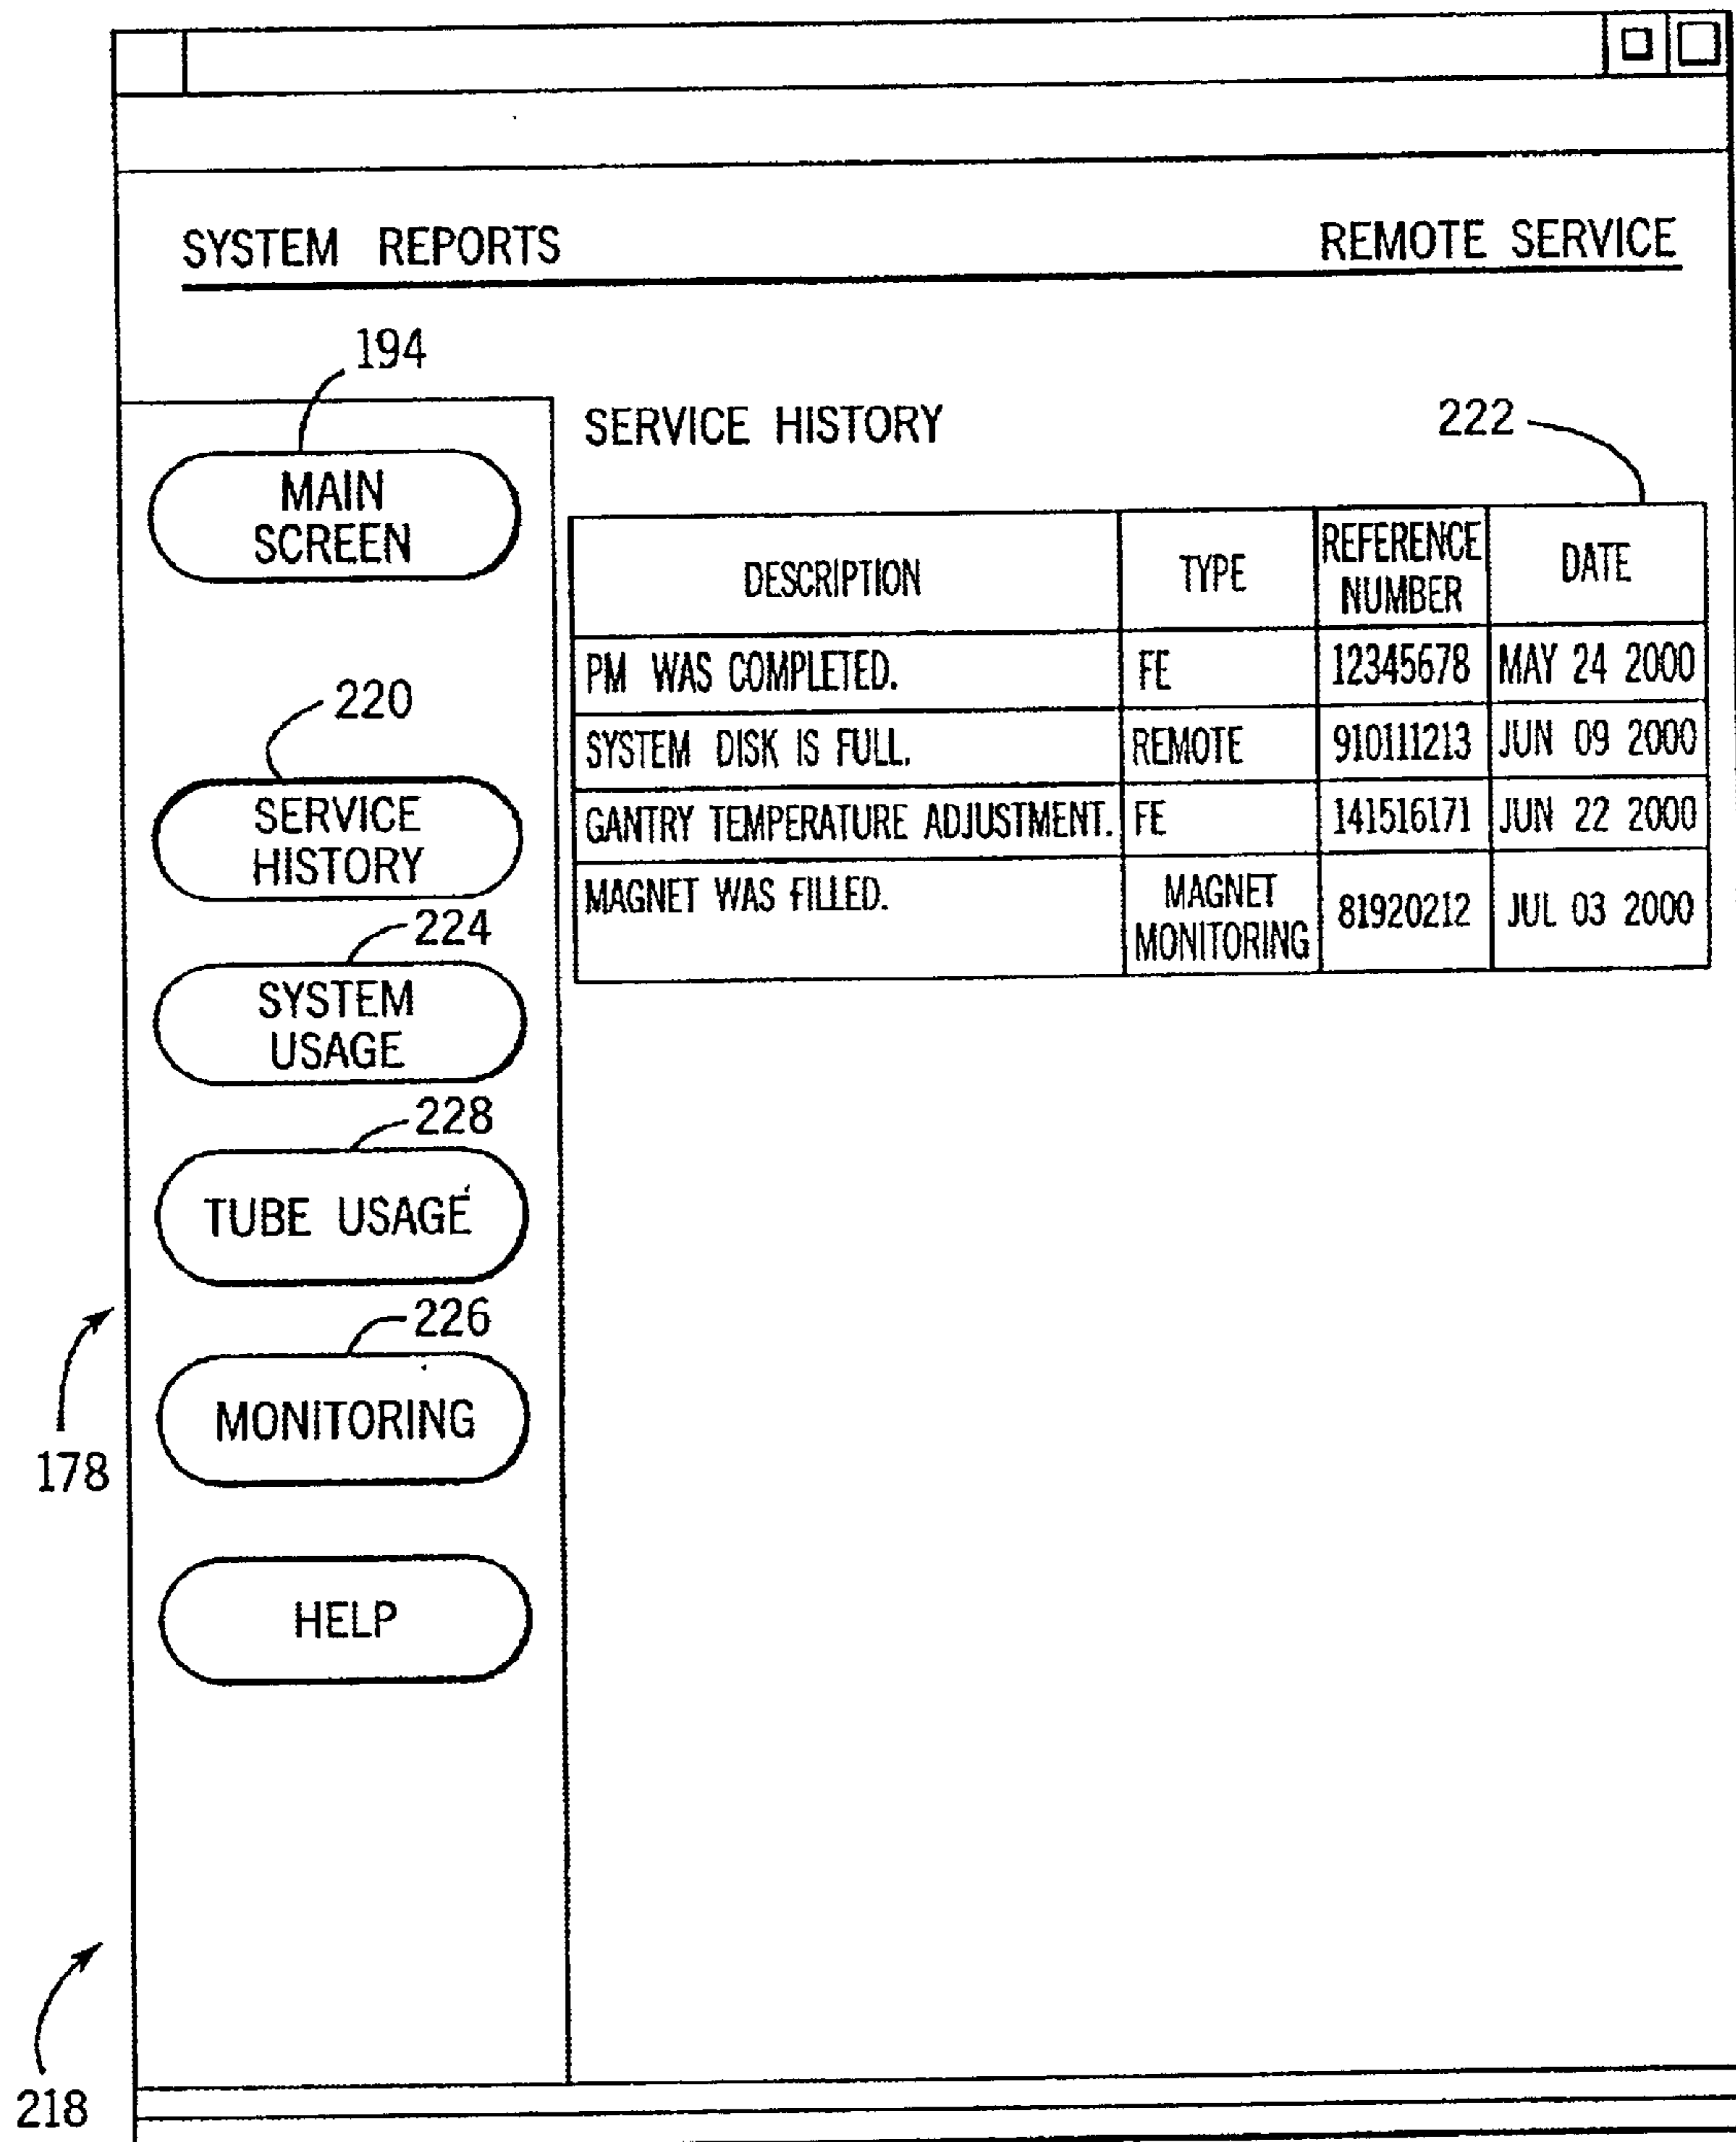 SYSTEM REPORTS REMOTE SERVICE
194
MAIN
SCREEN
220
SERVICE
HISTORY
224
SYSTEM
USAGE
228
TUBE USAGE
226
MONITORING
HELP
178
218
SERVICE HISTORY
222
DESCRIPTION TYPE REFERENCE NUMBER DATE
PM WAS COMPLETED. FE 12345678 MAY 24 2000
SYSTEM DISK IS FULL. REMOTE 910111213 JUN 09 2000
GANTRY TEMPERATURE ADJUSTMENT. FE 141516171 JUN 22 2000
MAGNET WAS FILLED. MAGNET MONITORING 81920212 JUL 03 2000